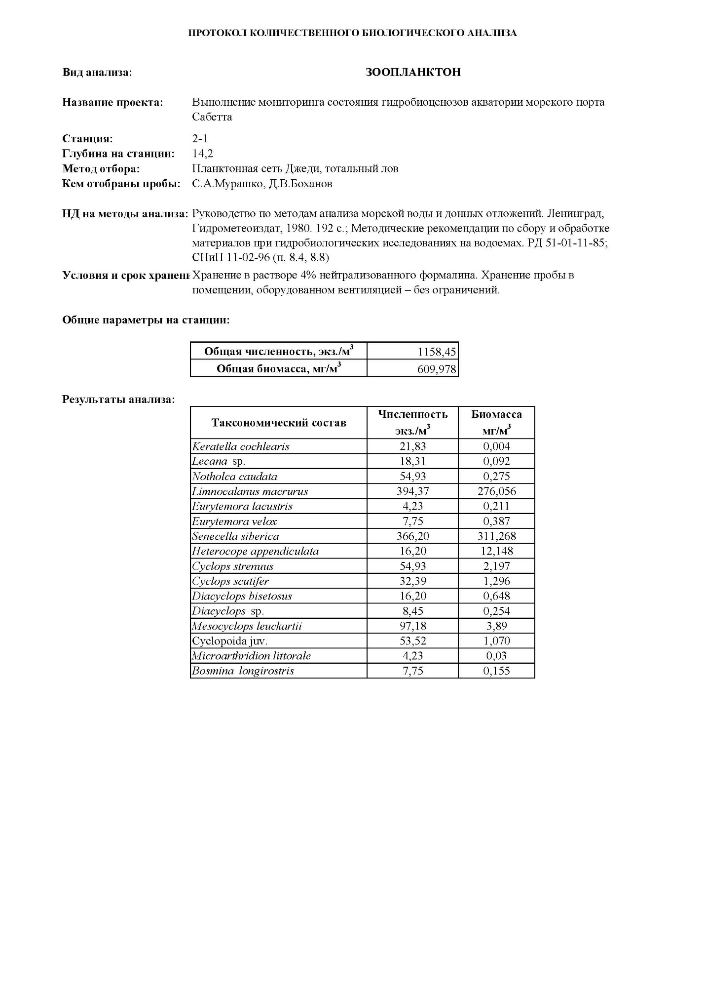 ПРОТОКОЛ КОЛИЧЕСТВЕННОГО БИОЛОГИЧЕСКОГО АНАЛИЗА
Вид анализа: ЗООПЛАНКТОН
Название проекта: Выполнение мониторинга состояния гидробиоценозов акватории морского порта
Сабетта
Станция: 2-1
Глубина на станции: 14,2
Метод отбора: Планктонная сеть Джеди, тотальный лов
Кем отобраны пробы: С.А.Мурашко, Д.В.Боханов
НД на методы анализа: Руководство по методам анализа морской воды и донных отложений. Ленинград,
Гидрометеоиздат, 1980. 192 с.; Методические рекомендации по сбору и обработке
материалов при гидробиологических исследованиях на водоемах. РД 51-01-11-85;
СНиП 11-02-96 (п. 8.4, 8.8)
Условия и срок хранени Хранение в растворе 4% нейтрализованного формалина. Хранение пробы в
помещении, оборудованном вентиляцией – без ограничений.
Общие параметры на станции:
Общая численность, экз./м³ 1158,45
Общая биомасса, мг/м³ 609,978
Результаты анализа:
Таксономический состав Численность экз./м³ Биомасса мг/м³
Keratella cochlearis 21,83 0,004
Lecana sp. 18,31 0,092
Notholca caudata 54,93 0,275
Limnocalanus macrurus 394,37 276,056
Eurytemora lacustris 4,23 0,211
Eurytemora velox 7,75 0,387
Senecella siberica 366,20 311,268
Heterocope appendiculata 16,20 12,148
Cyclops strenuus 54,93 2,197
Cyclops scutifer 32,39 1,296
Diacyclops bisetosus 16,20 0,648
Diacyclops sp. 8,45 0,254
Mesocyclops leuckartii 97,18 3,89
Cyclopoida juv. 53,52 1,070
Microarthridion littorale 4,23 0,03
Bosmina longirostris 7,75 0,155